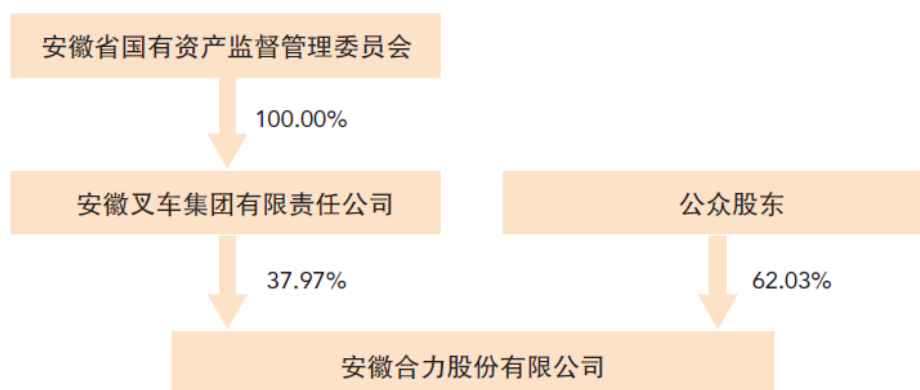 安徽省国有资产监督管理委员会
100.00%
安徽叉车集团有限责任公司
公众股东
37.97%
62.03%
安徽合力股份有限公司